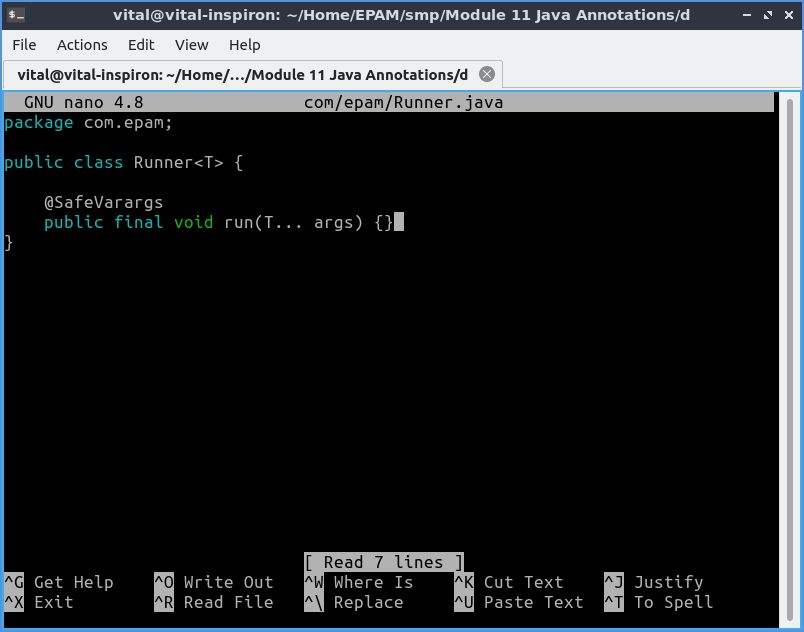 vital@vital-inspiron: ~/Home/EPAM/smp/Module 11 Java Annotations/d
File Actions Edit View Help
vital@vital-inspiron: ~/Home/.../Module 11 Java Annotations/d
GNU nano 4.8 com/epam/Runner.java
package com.epam;
public class Runner<T> {
@SafeVarargs
public final void run(T... args) {}
}
[ Read 7 lines ]
^G Get Help ^O Write Out ^W Where Is ^K Cut Text ^J Justify
^X Exit ^R Read File ^\ Replace ^U Paste Text ^T To Spell